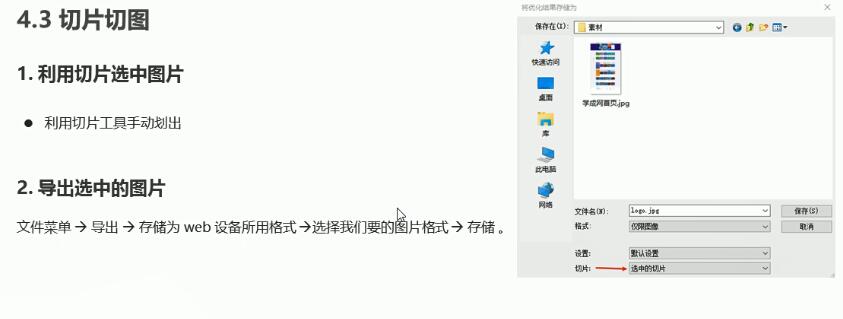 4.3 切片切图
1. 利用切片选中图片
● 利用切片工具手动划出
2. 导出选中的图片
文件菜单 → 导出 → 存储为 web 设备所用格式 → 选择我们要的图片格式 → 存储 。
将优化结果存储为
保存在(I):
素材
快速访问
桌面
库
此电脑
网络
学成网首页.jpg
文件名(N): logo.jpg 保存(S)
格式: 仅限图像 取消
设置: 默认设置
切片: 选中的切片